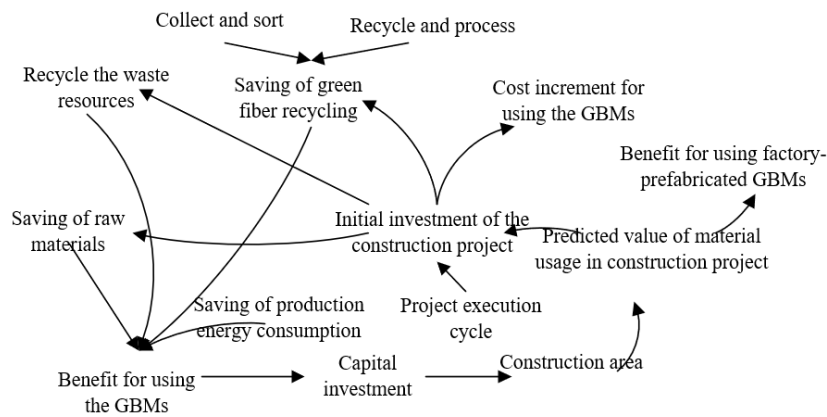 Collect and sort
Recycle and process
Recycle the waste
resources
Saving of green
fiber recycling
Cost increment for
using the GBMs
Benefit for using factory-
prefabricated GBMs
Saving of raw
materials
Initial investment of the
construction project
Predicted value of material
usage in construction project
Saving of production
energy consumption
Project execution
cycle
Benefit for using
the GBMs
Capital
investment
Construction area